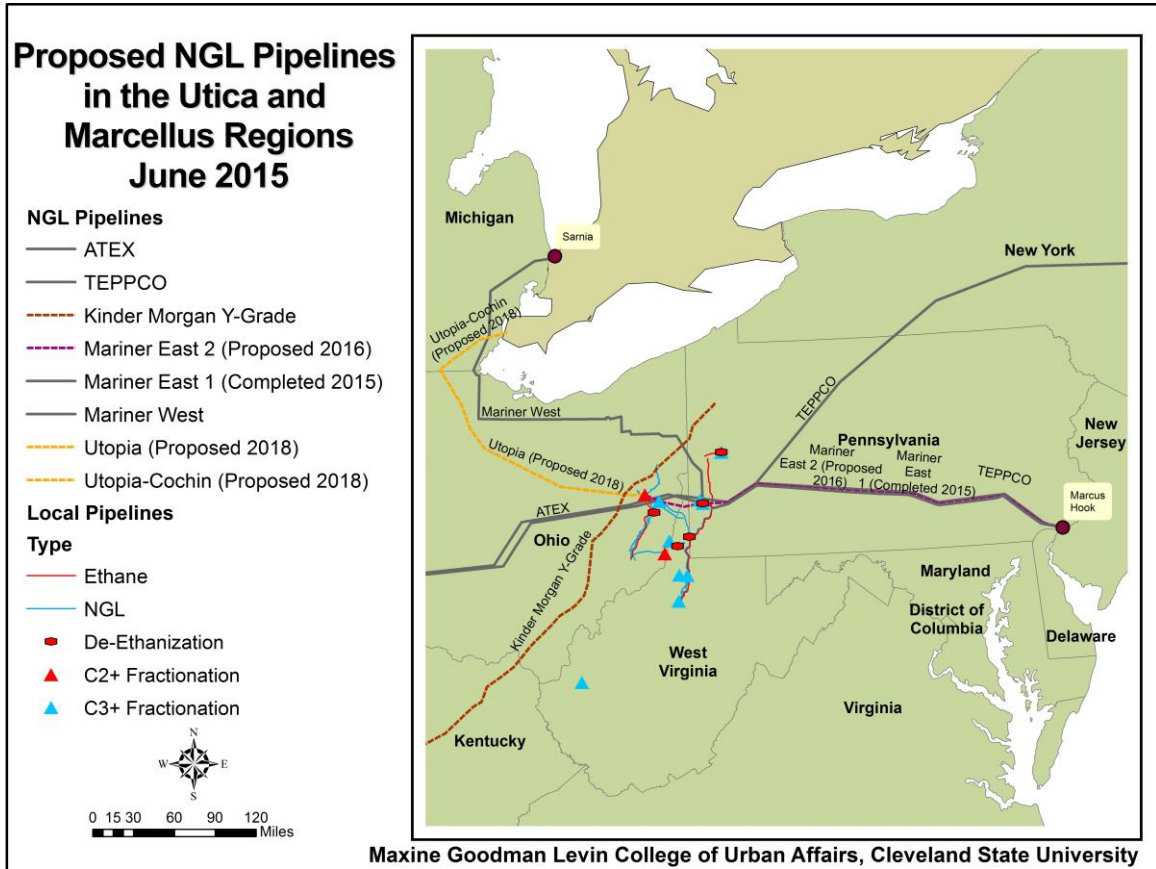 Proposed NGL Pipelines
in the Utica and
Marcellus Regions
June 2015
NGL Pipelines
ATEX
TEPPCO
Kinder Morgan Y-Grade
Mariner East 2 (Proposed 2016)
Mariner East 1 (Completed 2015)
Mariner West
Utopia (Proposed 2018)
Utopia-Cochin (Proposed 2018)
Local Pipelines
Type
Ethane
NGL
De-Ethanization
C2+ Fractionation
C3+ Fractionation
N
W E
S
0 15 30 60 90 120
Miles
Michigan
Sarnia
New York
Utopia-Cochin
(Proposed 2018)
Mariner West
TEPPCO
Pennsylvania
New
Jersey
Mariner
East 2 (Proposed
2016)
Mariner
East
1 (Completed 2015)
TEPPCO
Marcus
Hook
Utopia (Proposed 2018)
ATEX
Ohio
Kinder Morgan Y-Grade
Maryland
District of
Columbia
Delaware
West
Virginia
Virginia
Kentucky
Maxine Goodman Levin College of Urban Affairs, Cleveland State University